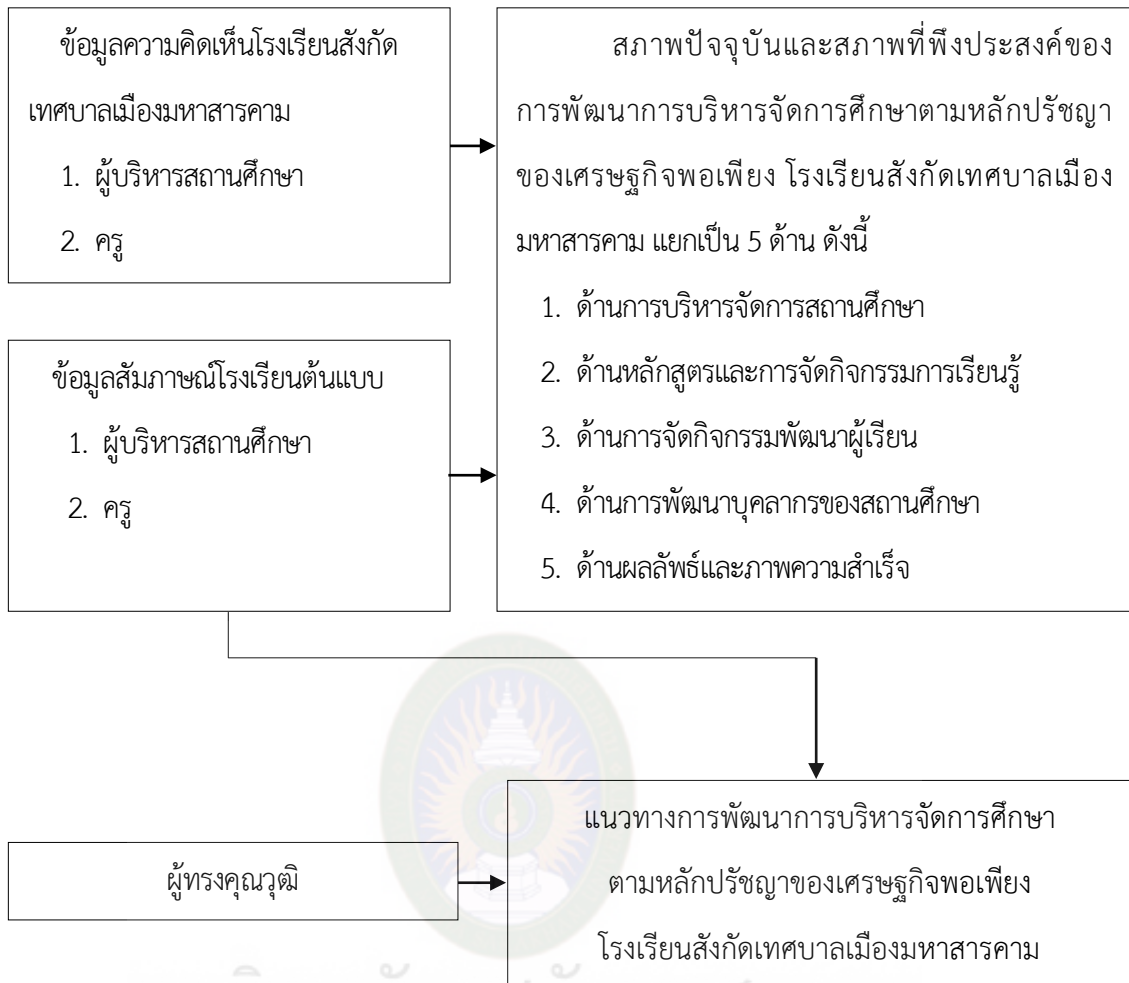 ข้อมูลความคิดเห็นโรงเรียนสังกัด
เทศบาลเมืองมหาสารคาม
1. ผู้บริหารสถานศึกษา
2. ครู
สภาพปัจจุบันและสภาพที่พึงประสงค์ของ
การพัฒนาการบริหารจัดการศึกษาตามหลักปรัชญา
ของเศรษฐกิจพอเพียง โรงเรียนสังกัดเทศบาลเมือง
มหาสารคาม แยกเป็น 5 ด้าน ดังนี้
1. ด้านการบริหารจัดการสถานศึกษา
2. ด้านหลักสูตรและการจัดกิจกรรมการเรียนรู้
3. ด้านการจัดกิจกรรมพัฒนาผู้เรียน
4. ด้านการพัฒนาบุคลากรของสถานศึกษา
5. ด้านผลลัพธ์และภาพความสำเร็จ
ข้อมูลสัมภาษณ์โรงเรียนต้นแบบ
1. ผู้บริหารสถานศึกษา
2. ครู
ผู้ทรงคุณวุฒิ
แนวทางการพัฒนาการบริหารจัดการศึกษา
ตามหลักปรัชญาของเศรษฐกิจพอเพียง
โรงเรียนสังกัดเทศบาลเมืองมหาสารคาม